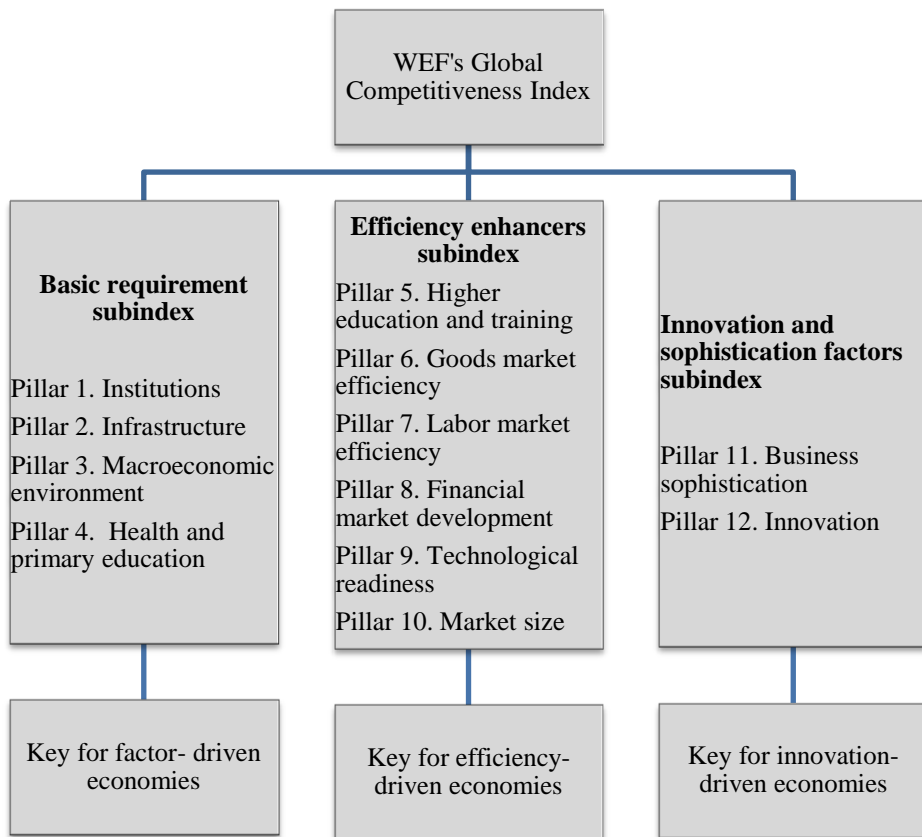 WEF's Global
Competitiveness Index
Basic requirement
subindex
Pillar 1. Institutions
Pillar 2. Infrastructure
Pillar 3. Macroeconomic
environment
Pillar 4.  Health and
primary education
Efficiency enhancers
subindex
Pillar 5. Higher
education and training
Pillar 6. Goods market
efficiency
Pillar 7. Labor market
efficiency
Pillar 8. Financial
market development
Pillar 9. Technological
readiness
Pillar 10. Market size
Innovation and
sophistication factors
subindex
Pillar 11. Business
sophistication
Pillar 12. Innovation
Key for factor- driven
economies
Key for efficiency-
driven economies
Key for innovation-
driven economies